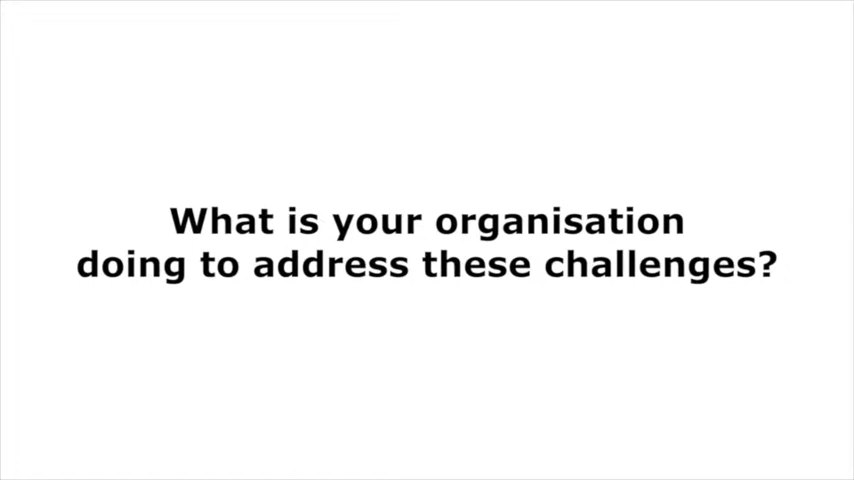 What is your organisation
doing to address these challenges?